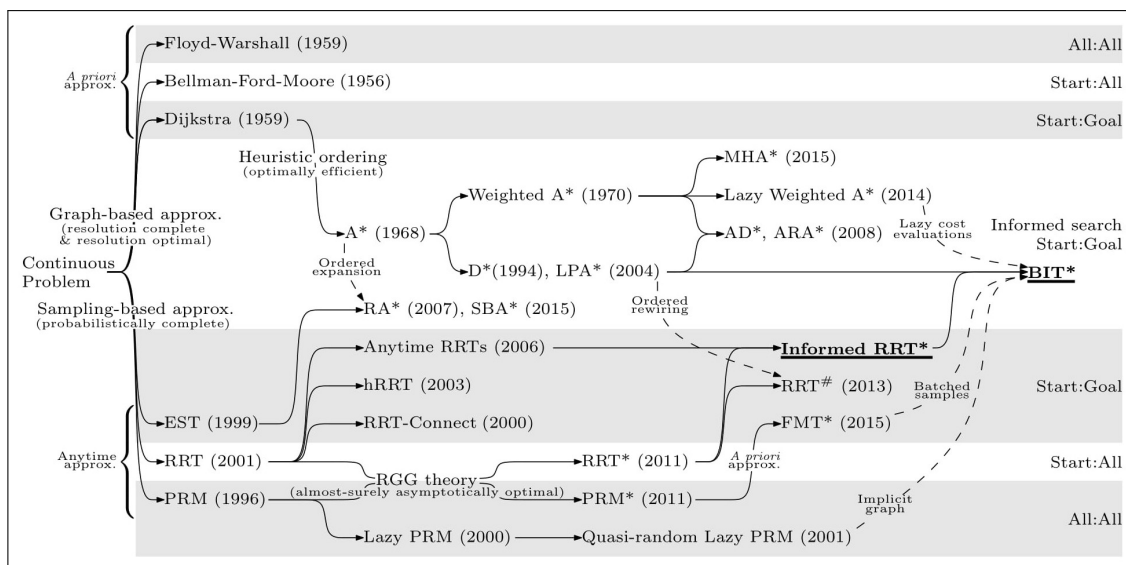 Floyd-Warshall (1959)
All:All
A priori
approx.
Bellman-Ford-Moore (1956)
Start:All
Dijkstra (1959)
Start:Goal
Heuristic ordering
(optimally efficient)
MHA* (2015)
Weighted A* (1970)
Lazy Weighted A* (2014)
Graph-based approx.
(resolution complete
& resolution optimal)
A* (1968)
AD*, ARA* (2008)
Lazy cost
evaluations
Informed search
Start:Goal
Continuous
Problem
Ordered
expansion
D*(1994), LPA* (2004)
BIT*
Sampling-based approx.
(probabilistically complete)
RA* (2007), SBA* (2015)
Ordered
rewiring
Anytime RRTs (2006)
Informed RRT*
hRRT (2003)
RRT# (2013)
Batched
samples
Start:Goal
EST (1999)
RRT-Connect (2000)
FMT* (2015)
Anytime
approx.
RRT (2001)
RGG theory
(almost-surely asymptotically optimal)
RRT* (2011)
A priori
approx.
Start:All
PRM (1996)
PRM* (2011)
Implicit
graph
All:All
Lazy PRM (2000)
Quasi-random Lazy PRM (2001)